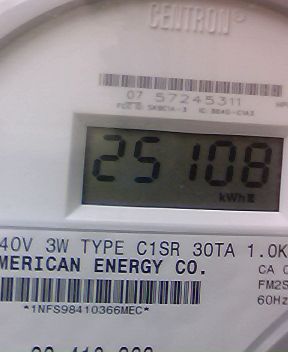 CENTRON®
07 57245311
25108
kWh
40V 3W TYPE C1SR 30TA 1.0K
MERICAN ENERGY CO.
CA 0
FM2S
60Hz
*1NFS98410366MEC*